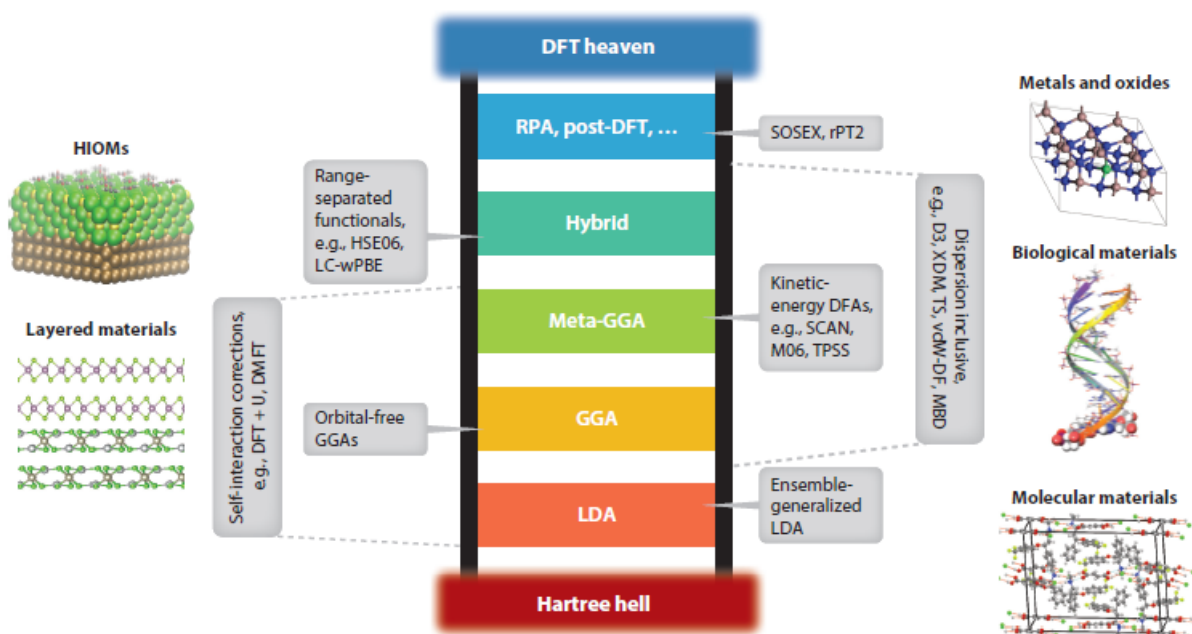 DFT heaven
Metals and oxides
RPA, post-DFT, ...
SOSEX, rPT2
HIOMs
Range-
separated
functionals,
e.g., HSE06,
LC-wPBE
Hybrid
Dispersion inclusive,
e.g., D3, XDM, TS, vdW-DF, MBD
Biological materials
Layered materials
Self-interaction corrections,
e.g., DFT + U, DMFT
Meta-GGA
Kinetic-
energy DFAs,
e.g., SCAN,
M06, TPSS
Orbital-free
GGAs
GGA
Ensemble-
generalized
LDA
LDA
Molecular materials
Hartree hell